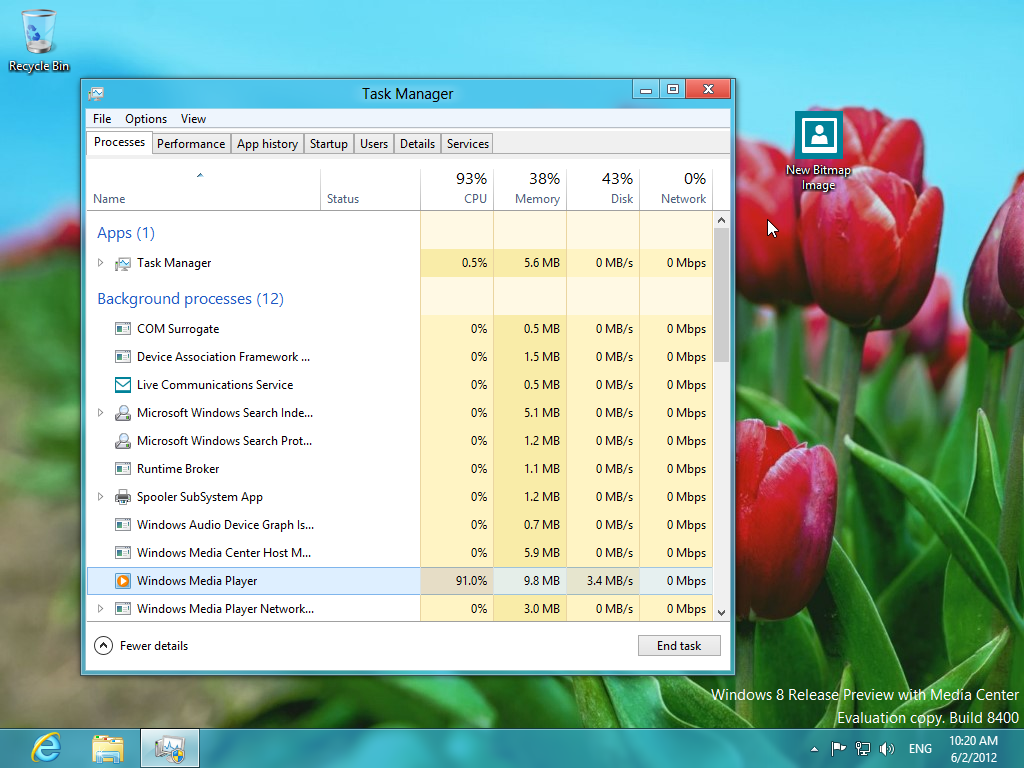 Recycle Bin
Task Manager
File Options View
Processes Performance App history Startup Users Details Services
93% 38% 43% 0%
Name Status CPU Memory Disk Network
Apps (1)
Task Manager 0.5% 5.6 MB 0 MB/s 0 Mbps
Background processes (12)
COM Surrogate 0% 0.5 MB 0 MB/s 0 Mbps
Device Association Framework ... 0% 1.5 MB 0 MB/s 0 Mbps
Live Communications Service 0% 0.5 MB 0 MB/s 0 Mbps
Microsoft Windows Search Inde... 0% 5.1 MB 0 MB/s 0 Mbps
Microsoft Windows Search Prot... 0% 1.2 MB 0 MB/s 0 Mbps
Runtime Broker 0% 1.1 MB 0 MB/s 0 Mbps
Spooler SubSystem App 0% 1.2 MB 0 MB/s 0 Mbps
Windows Audio Device Graph Is... 0% 0.7 MB 0 MB/s 0 Mbps
Windows Media Center Host M... 0% 5.9 MB 0 MB/s 0 Mbps
Windows Media Player 91.0% 9.8 MB 3.4 MB/s 0 Mbps
Windows Media Player Network... 0% 3.0 MB 0 MB/s 0 Mbps
Fewer details End task
New Bitmap
Image
Windows 8 Release Preview with Media Center
Evaluation copy. Build 8400
ENG
10:20 AM
6/2/2012